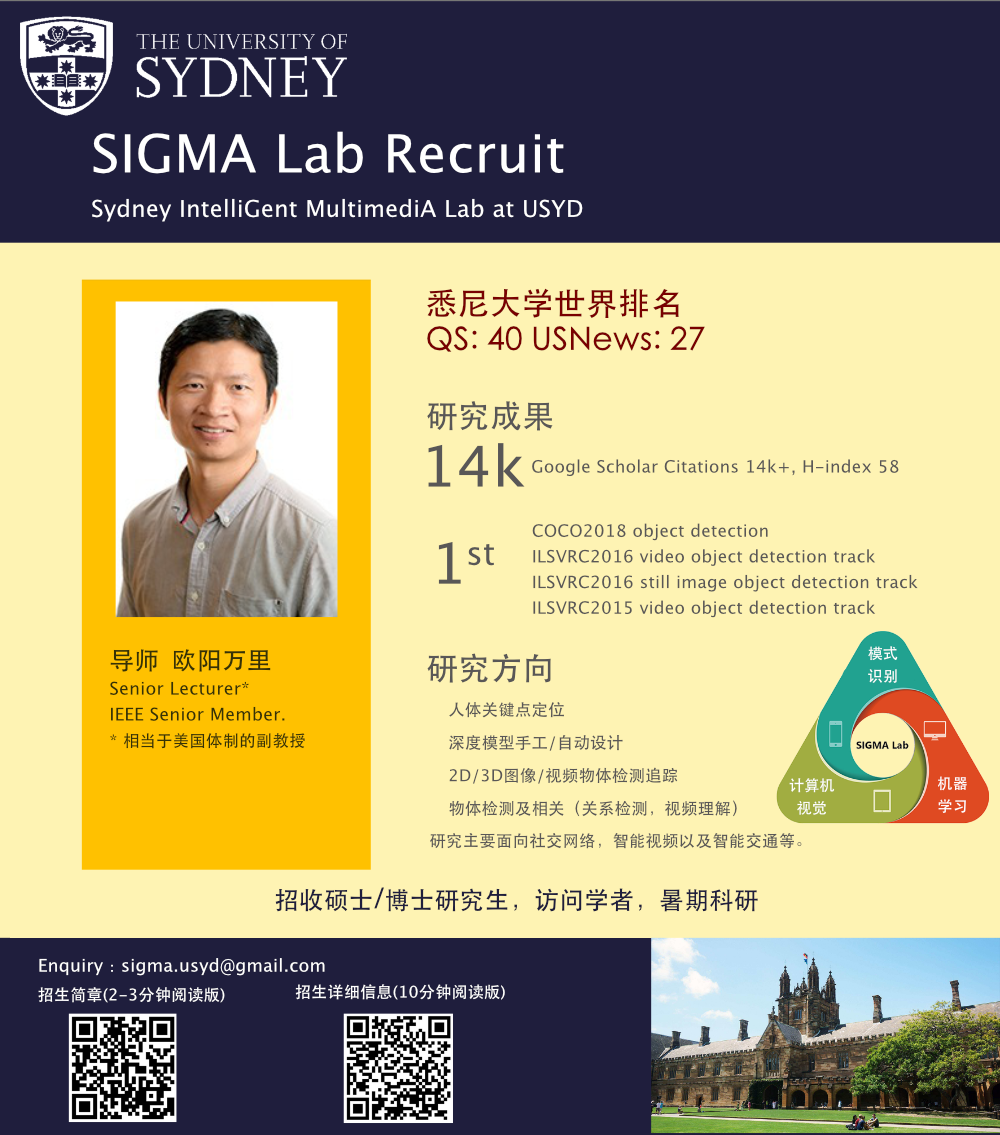 THE UNIVERSITY OF
SYDNEY
SIGMA Lab Recruit
Sydney IntelliGent MultimediA Lab at USYD
导师 欧阳万里
Senior Lecturer*
IEEE Senior Member.
* 相当于美国体制的副教授
悉尼大学世界排名
QS: 40 USNews: 27
研究成果
14k Google Scholar Citations 14k+, H-index 58
1st
COCO2018 object detection
ILSVRC2016 video object detection track
ILSVRC2016 still image object detection track
ILSVRC2015 video object detection track
研究方向
人体关键点定位
深度模型手工/自动设计
2D/3D图像/视频物体检测追踪
物体检测及相关（关系检测，视频理解）
研究主要面向社交网络，智能视频以及智能交通等。
模式
识别
SIGMA Lab
计算机
视觉
机器
学习
招收硕士/博士研究生，访问学者，暑期科研
Enquiry：sigma.usyd@gmail.com
招生简章(2-3分钟阅读版)
招生详细信息(10分钟阅读版)